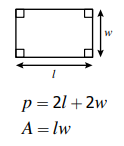 w
l
p = 2l + 2w
A = lw